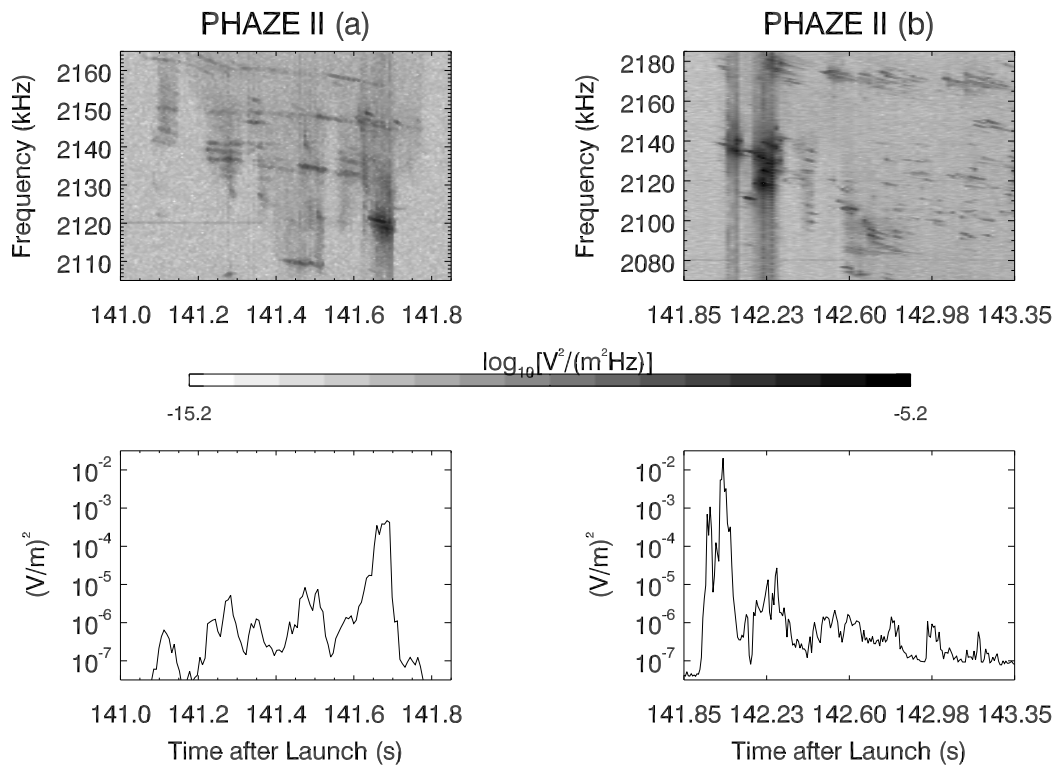 PHAZE II (a)
PHAZE II (b)
Frequency (kHz)
2160
2150
2140
2130
2120
2110
141.0 141.2 141.4 141.6 141.8
Frequency (kHz)
2180
2160
2140
2120
2100
2080
141.85 142.23 142.60 142.98 143.35
log₁₀[V²/(m²Hz)]
-15.2
-5.2
(V/m)²
10⁻²
10⁻³
10⁻⁴
10⁻⁵
10⁻⁶
10⁻⁷
141.0 141.2 141.4 141.6 141.8
Time after Launch (s)
(V/m)²
10⁻²
10⁻³
10⁻⁴
10⁻⁵
10⁻⁶
10⁻⁷
141.85 142.23 142.60 142.98 143.35
Time after Launch (s)